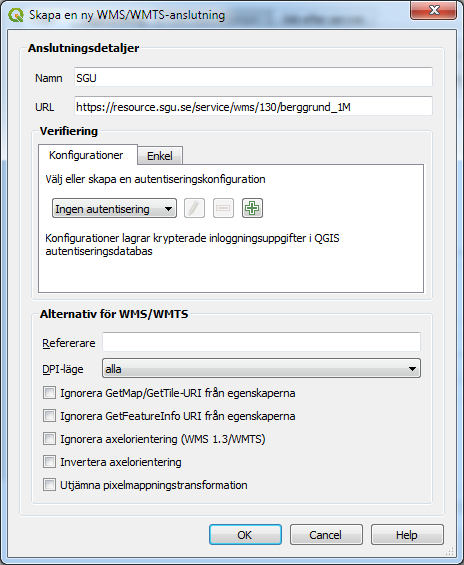 Skapa en ny WMS/WMTS-anslutning
Anslutningsdetaljer
Namn SGU
URL https://resource.sgu.se/service/wms/130/berggrund_1M
Verifiering
Konfigurationer Enkel
Välj eller skapa en autentiseringskonfiguration
Ingen autentisering
Konfigurationer lagrar krypterade inloggningsuppgifter i QGIS
autentiseringsdatabas
Alternativ för WMS/WMTS
Refererare
DPI-läge alla
Ignorera GetMap/GetTile-URI från egenskaperna
Ignorera GetFeatureInfo URI från egenskaperna
Ignorera axelorientering (WMS 1.3/WMTS)
Invertera axelorientering
Utjämna pixelmappningstransformation
OK Cancel Help